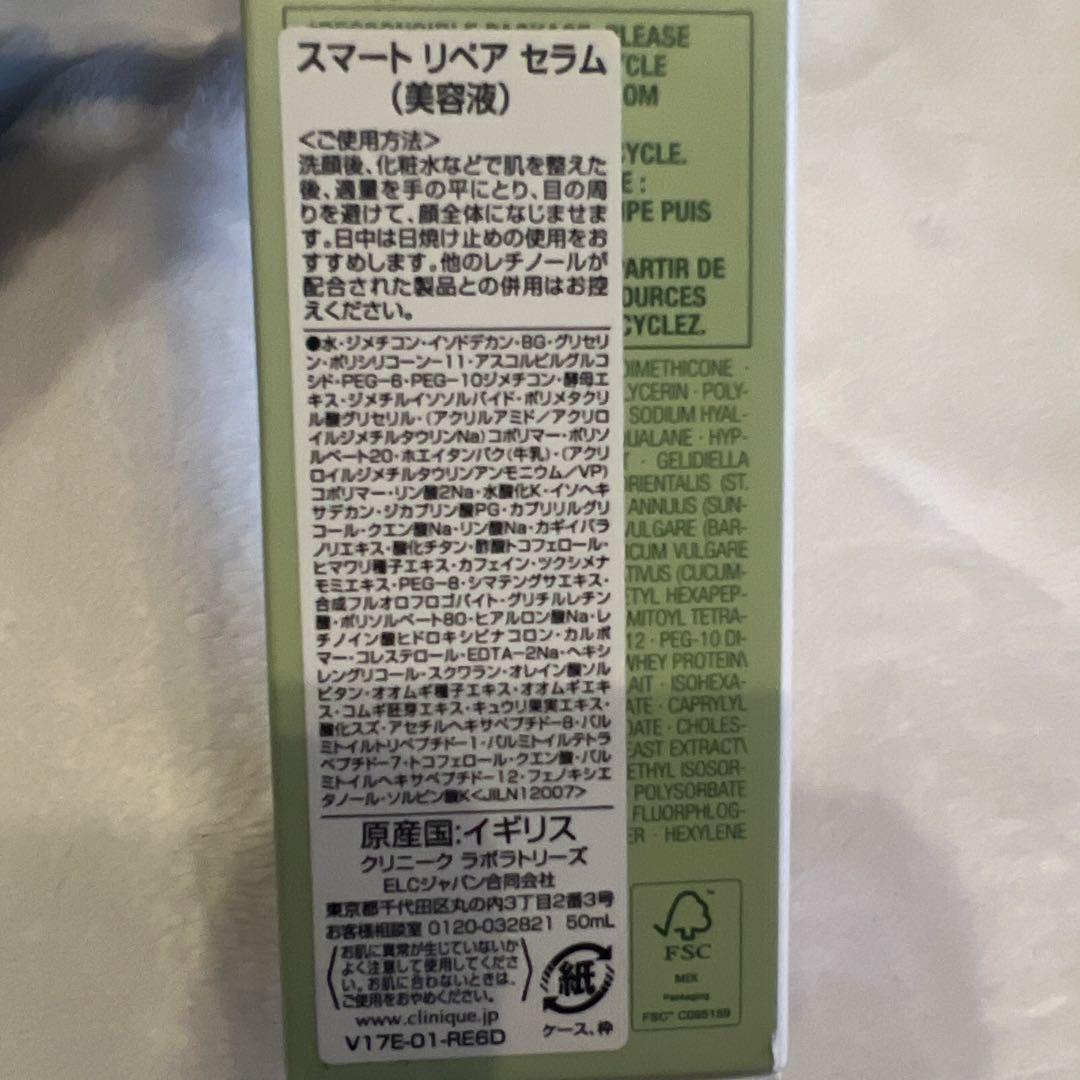 スマート リペア セラム
(美容液)
<ご使用方法>
洗顔後、化粧水などで肌を整えた
後、適量を手の平にとり、目の周
りを避けて、顔全体になじませま
す。日中は日焼け止めの使用をお
すすめします。他のレチノールが
配合された製品との併用はお控
えください。
●水・ジメチコン・イソドデカン・BG・グリセリ
ン・ポリシリコーン-11・アスコルビルグルコ
シド・PEG-6・PEG-10ジメチコン・酵母エ
キス・ジメチルイソソルバイド・ポリメタクリ
ル酸グリセリル・(アクリルアミド/アクリロ
イルジメチルタウリンNa)コポリマー・ポリソ
ルベート20・ホエイタンパク(牛乳)・(アクリ
ロイルジメチルタウリンアンモニウム/VP)
コポリマー・リン酸2Na・水酸化K・イソヘキ
サデカン・ジカプリン酸PG・カプリリルグリ
コール・クエン酸Na・リン酸Na・カギイバラ
ノリエキス・酸化チタン・酢酸トコフェロール・
ヒマワリ種子エキス・カフェイン・ツクシメナ
モミエキス・PEG-8・シマテングサエキス・
合成フルオロフロゴパイト・グリチルレチン
酸・ポリソルベート80・ヒアルロン酸Na・レ
チノイン酸ヒドロキシピナコロン・カルボ
マー・コレステロール・EDTA-2Na・ヘキシ
レングリコール・スクワラン・オレイン酸ソル
ビタン・オオムギ種子エキス・オオムギエキ
ス・コムギ胚芽エキス・キュウリ果実エキス・
酸化スズ・アセチルヘキサペプチド-8・パル
ミトイルトリペプチド-1・パルミトイルテトラ
ペプチド-7・トコフェロール・クエン酸・パル
ミトイルヘキサペプチド-12・フェノキシエ
タノール・ソルビン酸K<JILN12007>
原産国:イギリス
クリニーク ラボラトリーズ
ELCジャパン合同会社
東京都千代田区丸の内3丁目2番3号
お客様相談室 0120-032821 50mL
お肌に異常が生じていないか
よく注意して使用してくださ
い。お肌に合わないときは、
ご使用をおやめください。
紙
ケース、枠
www.clinique.jp
V17E-01-RE6D
LEASE
YCLE
OM
CYCLE.
E :
UPE PUIS
PARTIR DE
OURCES
CYCLEZ.
DIMETHICONE ·
LYCERIN · POLY-
SODIUM HYAL-
QUALANE · HYP-
T · GELIDIELLA
ORIENTALIS (ST.
ANNUUS (SUN-
VULGARE (BAR-
ICUM VULGARE
ATIVUS (CUCUM-
ETYL HEXAPEP-
MITOYL TETRA-
12 · PEG-10 DI-
WHEY PROTEIN\
AIT · ISOHEXA-
ATE · CAPRYLYL
OATE · CHOLES-
EAST EXTRACT\
ETHYL ISOSOR-
POLYSORBATE
FLUORPHLOG-
ER · HEXYLENE
FSC™
MIX
Packaging
FSC™ C095159